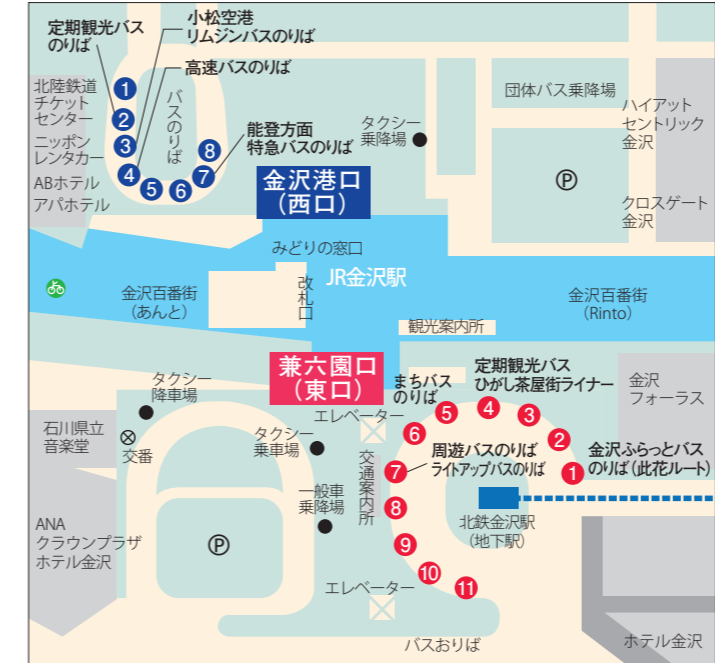 定期観光バス
のりば
小松空港
リムジンバスのりば
高速バスのりば
北陸鉄道
チケット
センター
ニッポン
レンタカー
ABホテル
アパホテル
1
2
3
4
5
6
7
8
バスのりば
能登方面
特急バスのりば
タクシー
乗降場
団体バス乗降場
P
ハイアット
セントリック
金沢
クロスゲート
金沢
金沢港口
(西口)
みどりの窓口
JR金沢駅
改札口
金沢百番街
(あんと)
観光案内所
金沢百番街
(Rinto)
兼六園口
(東口)
タクシー
降車場
石川県立
音楽堂
交番
タクシー
乗車場
一般車
乗降場
P
ANA
クラウンプラザ
ホテル金沢
エレベーター
交通案内所
まちバス
のりば
定期観光バス
ひがし茶屋街ライナー
金沢
フォーラス
周遊バスのりば
ライトアップバスのりば
金沢ふらっとバス
のりば(此花ルート)
1
2
3
4
5
6
7
8
9
10
11
北鉄金沢駅
(地下駅)
エレベーター
バスおりば
ホテル金沢